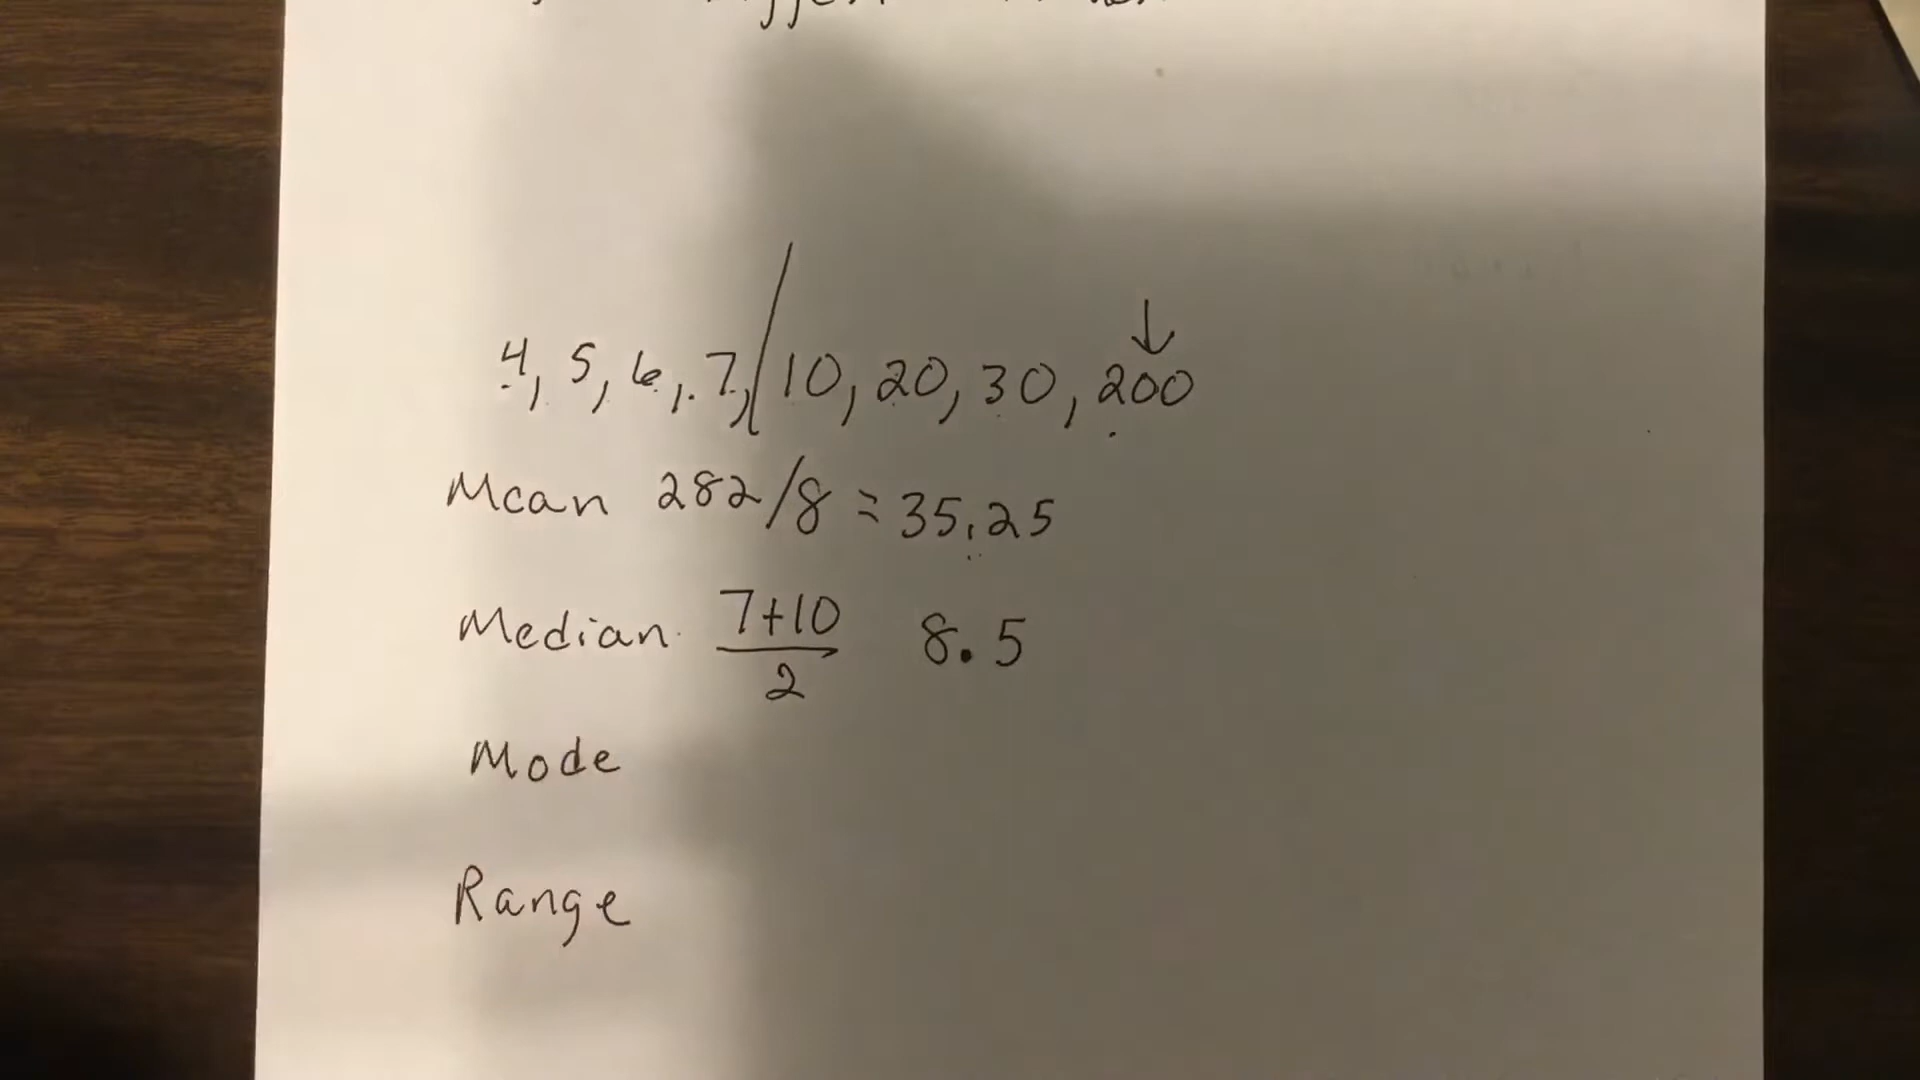 4, 5, 6, 7, / 10, 20, 30, 200
↓
Mean 282/8 = 35.25
Median 7+10/2 8.5
Mode
Range